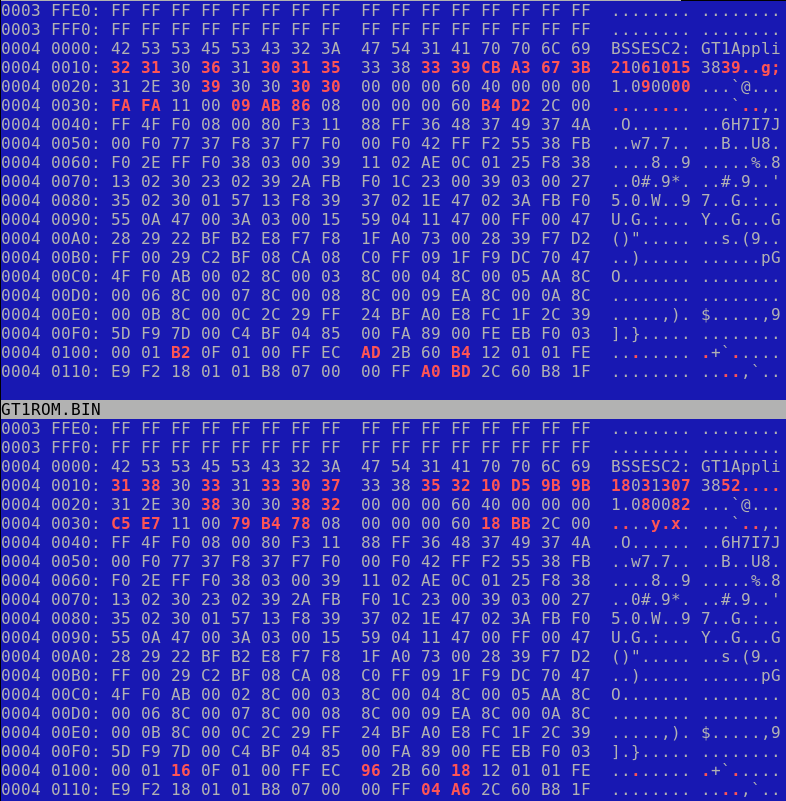 0003 FFE0: FF FF FF FF FF FF FF FF  FF FF FF FF FF FF FF FF  ........ ........
0003 FFF0: FF FF FF FF FF FF FF FF  FF FF FF FF FF FF FF FF  ........ ........
0004 0000: 42 53 53 45 53 43 32 3A  47 54 31 41 70 70 6C 69  BSSESC2: GT1Appli
0004 0010: 32 31 30 36 31 30 31 35  33 38 33 39 CB A3 67 3B  21061015 3839..g;
0004 0020: 31 2E 30 39 30 30 30 30  00 00 00 60 40 00 00 00  1.090000 ...`@...
0004 0030: FA FA 11 00 09 AB 86 08  00 00 00 60 B4 D2 2C 00  ........ ...`..,.
0004 0040: FF 4F F0 08 00 80 F3 11  88 FF 36 48 37 49 37 4A  .O...... ..6H7I7J
0004 0050: 00 F0 77 37 F8 37 F7 F0  00 F0 42 FF F2 55 38 FB  ..w7.7.. ..B..U8.
0004 0060: F0 2E FF F0 38 03 00 39  11 02 AE 0C 01 25 F8 38  ....8..9 .....%.8
0004 0070: 13 02 30 23 02 39 2A FB  F0 1C 23 00 39 03 00 27  ..0#.9*. ..#.9..'
0004 0080: 35 02 30 01 57 13 F8 39  37 02 1E 47 02 3A FB F0  5.0.W..9 7..G.:..
0004 0090: 55 0A 47 00 3A 03 00 15  59 04 11 47 00 FF 00 47  U.G.:... Y..G...G
0004 00A0: 28 29 22 BF B2 E8 F7 F8  1F A0 73 00 28 39 F7 D2  ()"..... ..s.(9..
0004 00B0: FF 00 29 C2 BF 08 CA 08  C0 FF 09 1F F9 DC 70 47  ..)..... ......pG
0004 00C0: 4F F0 AB 00 02 8C 00 03  8C 00 04 8C 00 05 AA 8C  O....... ........
0004 00D0: 00 06 8C 00 07 8C 00 08  8C 00 09 EA 8C 00 0A 8C  ........ ........
0004 00E0: 00 0B 8C 00 0C 2C 29 FF  24 BF A0 E8 FC 1F 2C 39  .....,). $.....,9
0004 00F0: 5D F9 7D 00 C4 BF 04 85  00 FA 89 00 FE EB F0 03  ].}..... ........
0004 0100: 00 01 B2 0F 01 00 FF EC  AD 2B 60 B4 12 01 01 FE  ........ .+`.....
0004 0110: E9 F2 18 01 01 B8 07 00  00 FF A0 BD 2C 60 B8 1F  ........ ....,`..
GT1ROM.BIN
0003 FFE0: FF FF FF FF FF FF FF FF  FF FF FF FF FF FF FF FF  ........ ........
0003 FFF0: FF FF FF FF FF FF FF FF  FF FF FF FF FF FF FF FF  ........ ........
0004 0000: 42 53 53 45 53 43 32 3A  47 54 31 41 70 70 6C 69  BSSESC2: GT1Appli
0004 0010: 31 38 30 33 31 33 30 37  33 38 35 32 10 D5 9B 9B  18031307 3852....
0004 0020: 31 2E 30 38 30 30 38 32  00 00 00 60 40 00 00 00  1.080082 ...`@...
0004 0030: C5 E7 11 00 79 B4 78 08  00 00 00 60 18 BB 2C 00  ....y.x. ...`..,.
0004 0040: FF 4F F0 08 00 80 F3 11  88 FF 36 48 37 49 37 4A  .O...... ..6H7I7J
0004 0050: 00 F0 77 37 F8 37 F7 F0  00 F0 42 FF F2 55 38 FB  ..w7.7.. ..B..U8.
0004 0060: F0 2E FF F0 38 03 00 39  11 02 AE 0C 01 25 F8 38  ....8..9 .....%.8
0004 0070: 13 02 30 23 02 39 2A FB  F0 1C 23 00 39 03 00 27  ..0#.9*. ..#.9..'
0004 0080: 35 02 30 01 57 13 F8 39  37 02 1E 47 02 3A FB F0  5.0.W..9 7..G.:..
0004 0090: 55 0A 47 00 3A 03 00 15  59 04 11 47 00 FF 00 47  U.G.:... Y..G...G
0004 00A0: 28 29 22 BF B2 E8 F7 F8  1F A0 73 00 28 39 F7 D2  ()"..... ..s.(9..
0004 00B0: FF 00 29 C2 BF 08 CA 08  C0 FF 09 1F F9 DC 70 47  ..)..... ......pG
0004 00C0: 4F F0 AB 00 02 8C 00 03  8C 00 04 8C 00 05 AA 8C  O....... ........
0004 00D0: 00 06 8C 00 07 8C 00 08  8C 00 09 EA 8C 00 0A 8C  ........ ........
0004 00E0: 00 0B 8C 00 0C 2C 29 FF  24 BF A0 E8 FC 1F 2C 39  .....,). $.....,9
0004 00F0: 5D F9 7D 00 C4 BF 04 85  00 FA 89 00 FE EB F0 03  ].}..... ........
0004 0100: 00 01 16 0F 01 00 FF EC  96 2B 60 18 12 01 01 FE  ........ .+`.....
0004 0110: E9 F2 18 01 01 B8 07 00  00 FF 04 A6 2C 60 B8 1F  ........ ....,`..